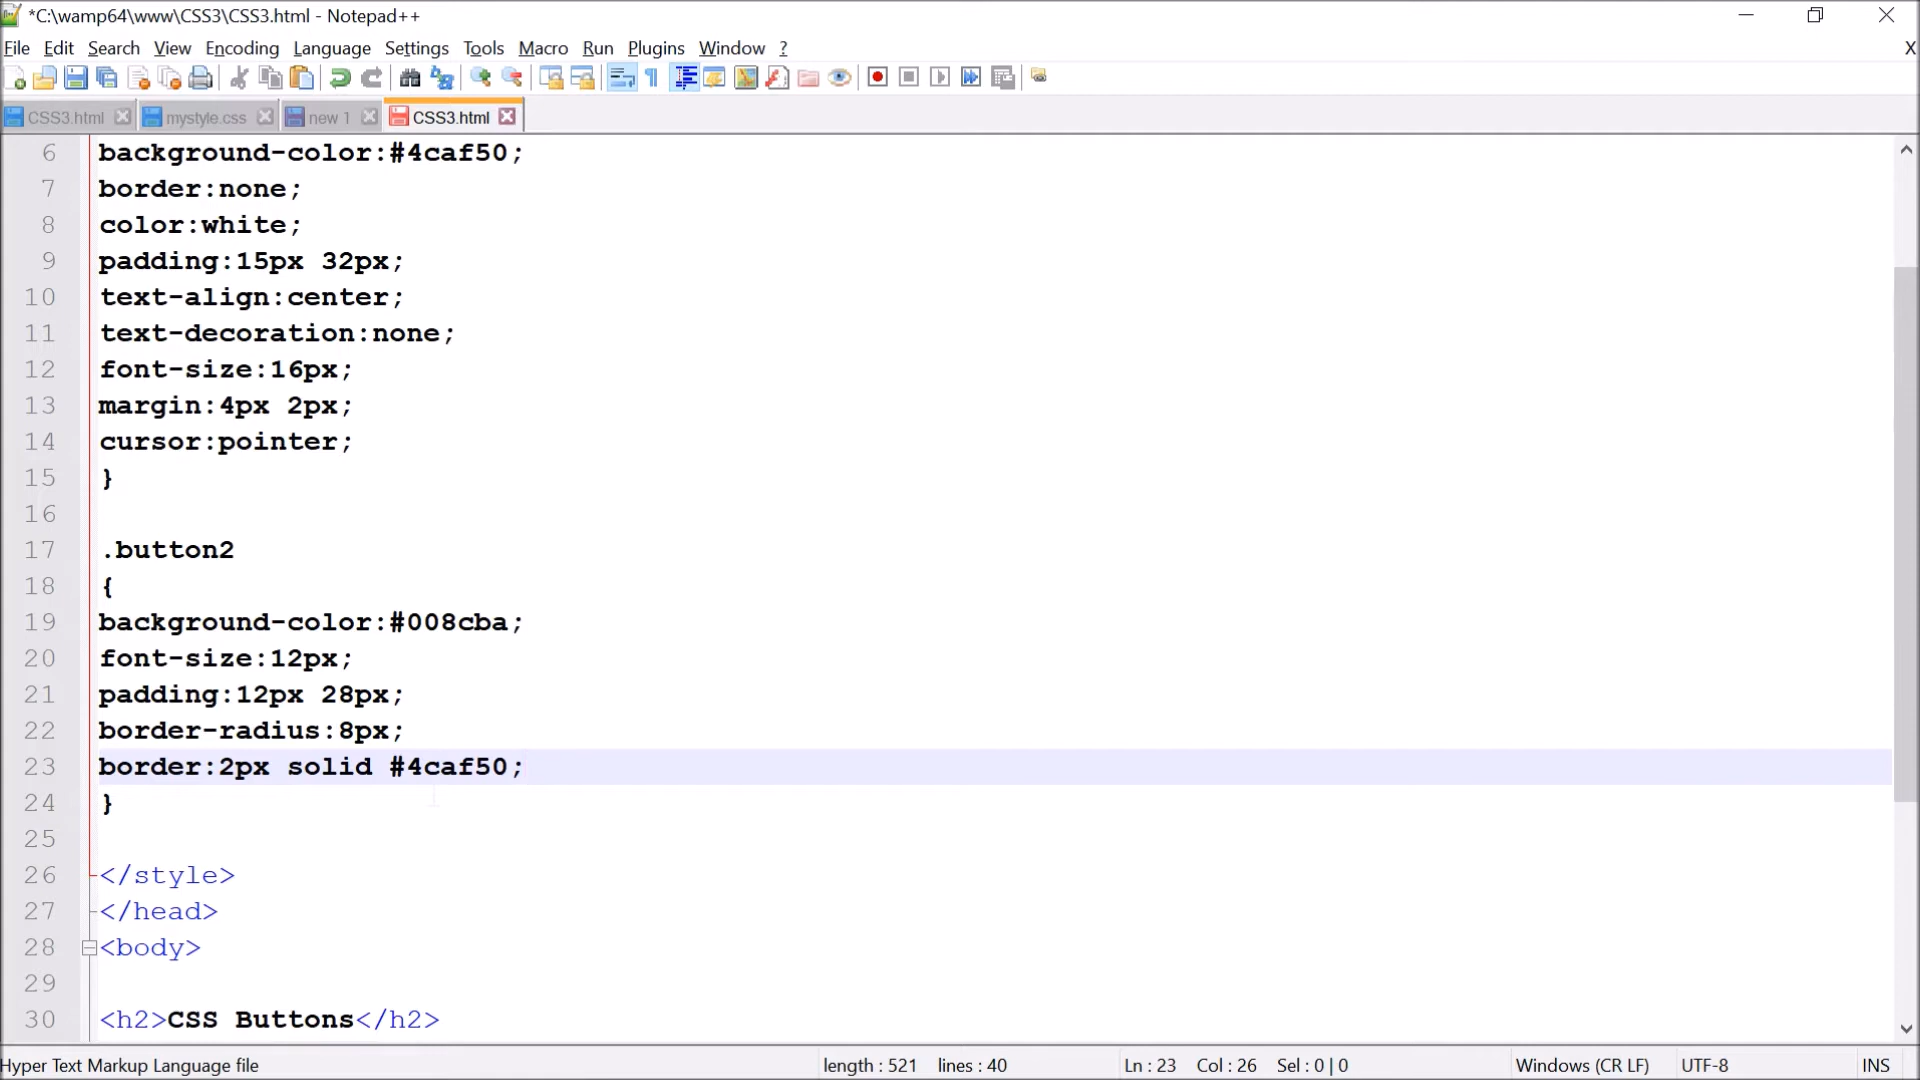 *C:\wamp64\www\CSS3\CSS3.html - Notepad++
File Edit Search View Encoding Language Settings Tools Macro Run Plugins Window ? X
CSS3.html mystyle.css new 1 CSS3.html
6 background-color:#4caf50;
7 border:none;
8 color:white;
9 padding:15px 32px;
10 text-align:center;
11 text-decoration:none;
12 font-size:16px;
13 margin:4px 2px;
14 cursor:pointer;
15 }
16
17 .button2
18 {
19 background-color:#008cba;
20 font-size:12px;
21 padding:12px 28px;
22 border-radius:8px;
23 border:2px solid #4caf50;
24 }
25
26 </style>
27 </head>
28 <body>
29
30 <h2>CSS Buttons</h2>
Hyper Text Markup Language file length : 521 lines : 40 Ln : 23 Col : 26 Sel : 0 | 0 Windows (CR LF) UTF-8 INS